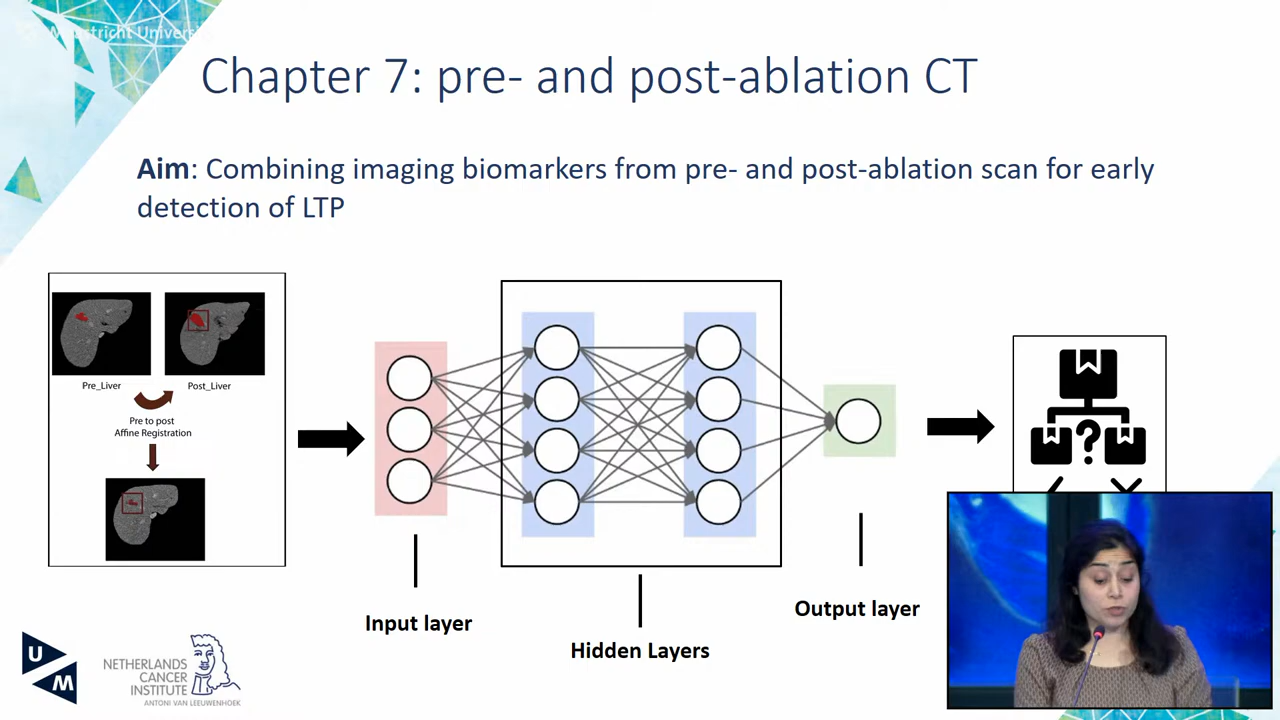 Maastricht University
Chapter 7: pre- and post-ablation CT
Aim: Combining imaging biomarkers from pre- and post-ablation scan for early
detection of LTP
Pre_Liver
Post_Liver
Pre to post
Affine Registration
?
Input layer
Hidden Layers
Output layer
U
M
NETHERLANDS
CANCER
INSTITUTE
ANTONI VAN LEEUWENHOEK